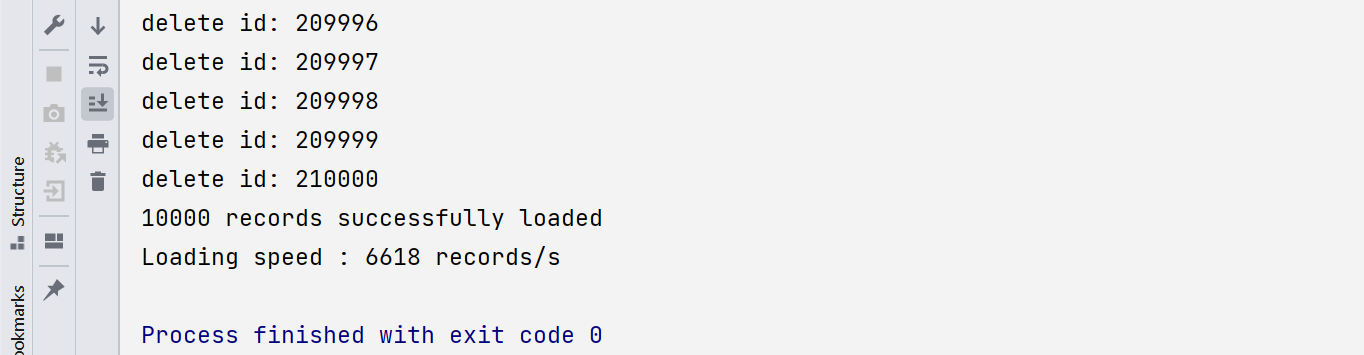 delete id: 209996
delete id: 209997
delete id: 209998
delete id: 209999
delete id: 210000
10000 records successfully loaded
Loading speed : 6618 records/s
Process finished with exit code 0
Structure
ookmarks